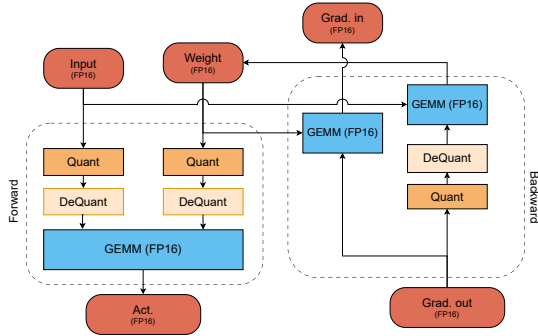 Grad. in
(FP16)
Input
(FP16)
Weight
(FP16)
GEMM (FP16)
GEMM (FP16)
Quant
Quant
DeQuant
DeQuant
DeQuant
Quant
Forward
Backward
GEMM (FP16)
Act.
(FP16)
Grad. out
(FP16)